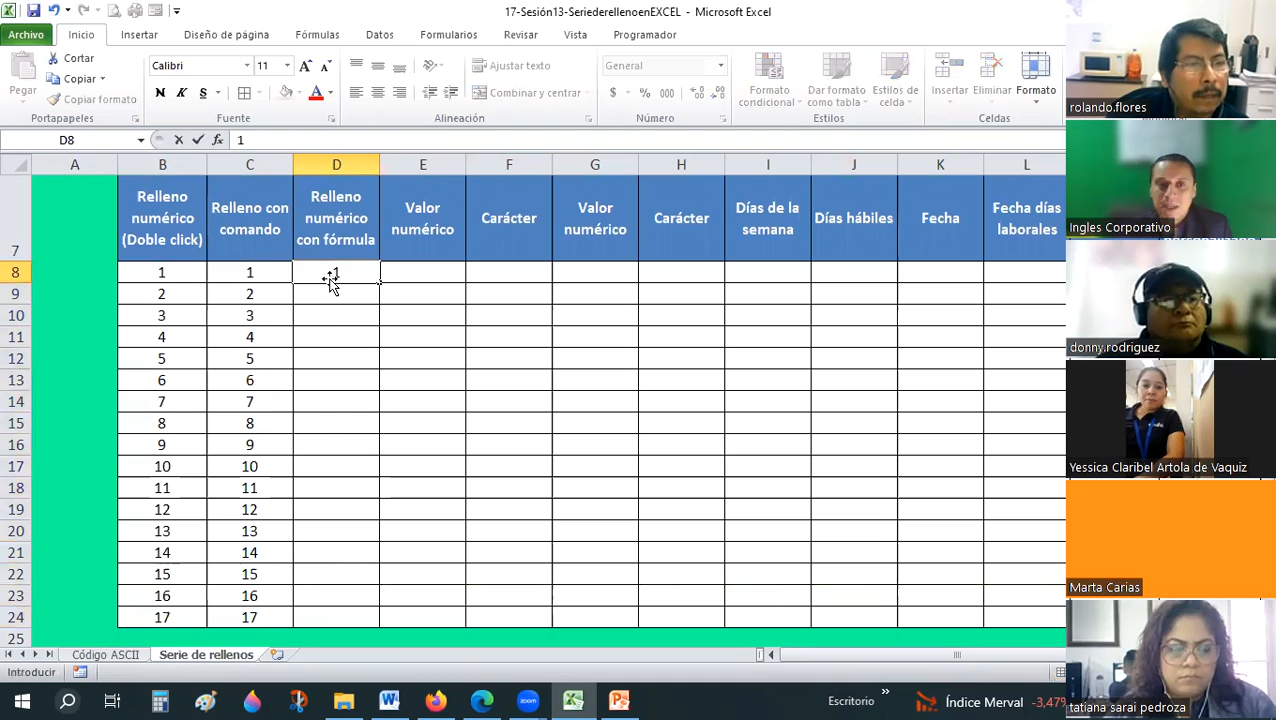 17-Sesión13-SeriederellenoenEXCEL - Microsoft Excel
Archivo Inicio Insertar Diseño de página Fórmulas Datos Formularios Revisar Vista Programador
Pegar
Cortar
Copiar
Copiar formato
Portapapeles
Calibri 11
N K S
Fuente
Ajustar texto
Combinar y centrar
Alineación
General
$ % 000
Número
Formato condicional
Dar formato como tabla
Estilos de celda
Estilos
Insertar Eliminar Formato
Celdas
D8 fx 1
A B C D E F G H I J K L
7 Relleno numérico (Doble click) Relleno con comando Relleno numérico con fórmula Valor numérico Carácter Valor numérico Carácter Días de la semana Días hábiles Fecha Fecha días laborales
8 1 1 1
9 2 2
10 3 3
11 4 4
12 5 5
13 6 6
14 7 7
15 8 8
16 9 9
17 10 10
18 11 11
19 12 12
20 13 13
21 14 14
22 15 15
23 16 16
24 17 17
25
Código ASCII Serie de rellenos
Introducir
zoom
Escritorio » Índice Merval -3,47%
rolando.flores
Ingles Corporativo
donny.rodriguez
Yessica Claribel Artola de Vaquiz
Marta Carias
tatiana sarai pedroza